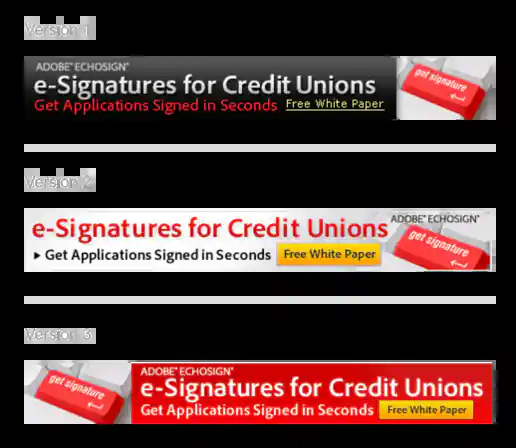 Version 1
ADOBE® ECHOSIGN®
e-Signatures for Credit Unions
Get Applications Signed in Seconds Free White Paper
get signature
Version 2
ADOBE® ECHOSIGN®
e-Signatures for Credit Unions
▸ Get Applications Signed in Seconds Free White Paper
get signature
Version 3
get signature
ADOBE® ECHOSIGN®
e-Signatures for Credit Unions
Get Applications Signed in Seconds Free White Paper